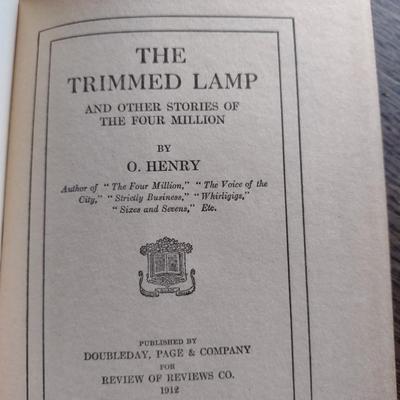 THE
TRIMMED LAMP
AND OTHER STORIES OF
THE FOUR MILLION
BY
O. HENRY
Author of "The Four Million," "The Voice of the
City," "Strictly Business," "Whirligigs,"
"Sixes and Sevens," Etc.
PUBLISHED BY
DOUBLEDAY, PAGE & COMPANY
FOR
REVIEW OF REVIEWS CO.
1912